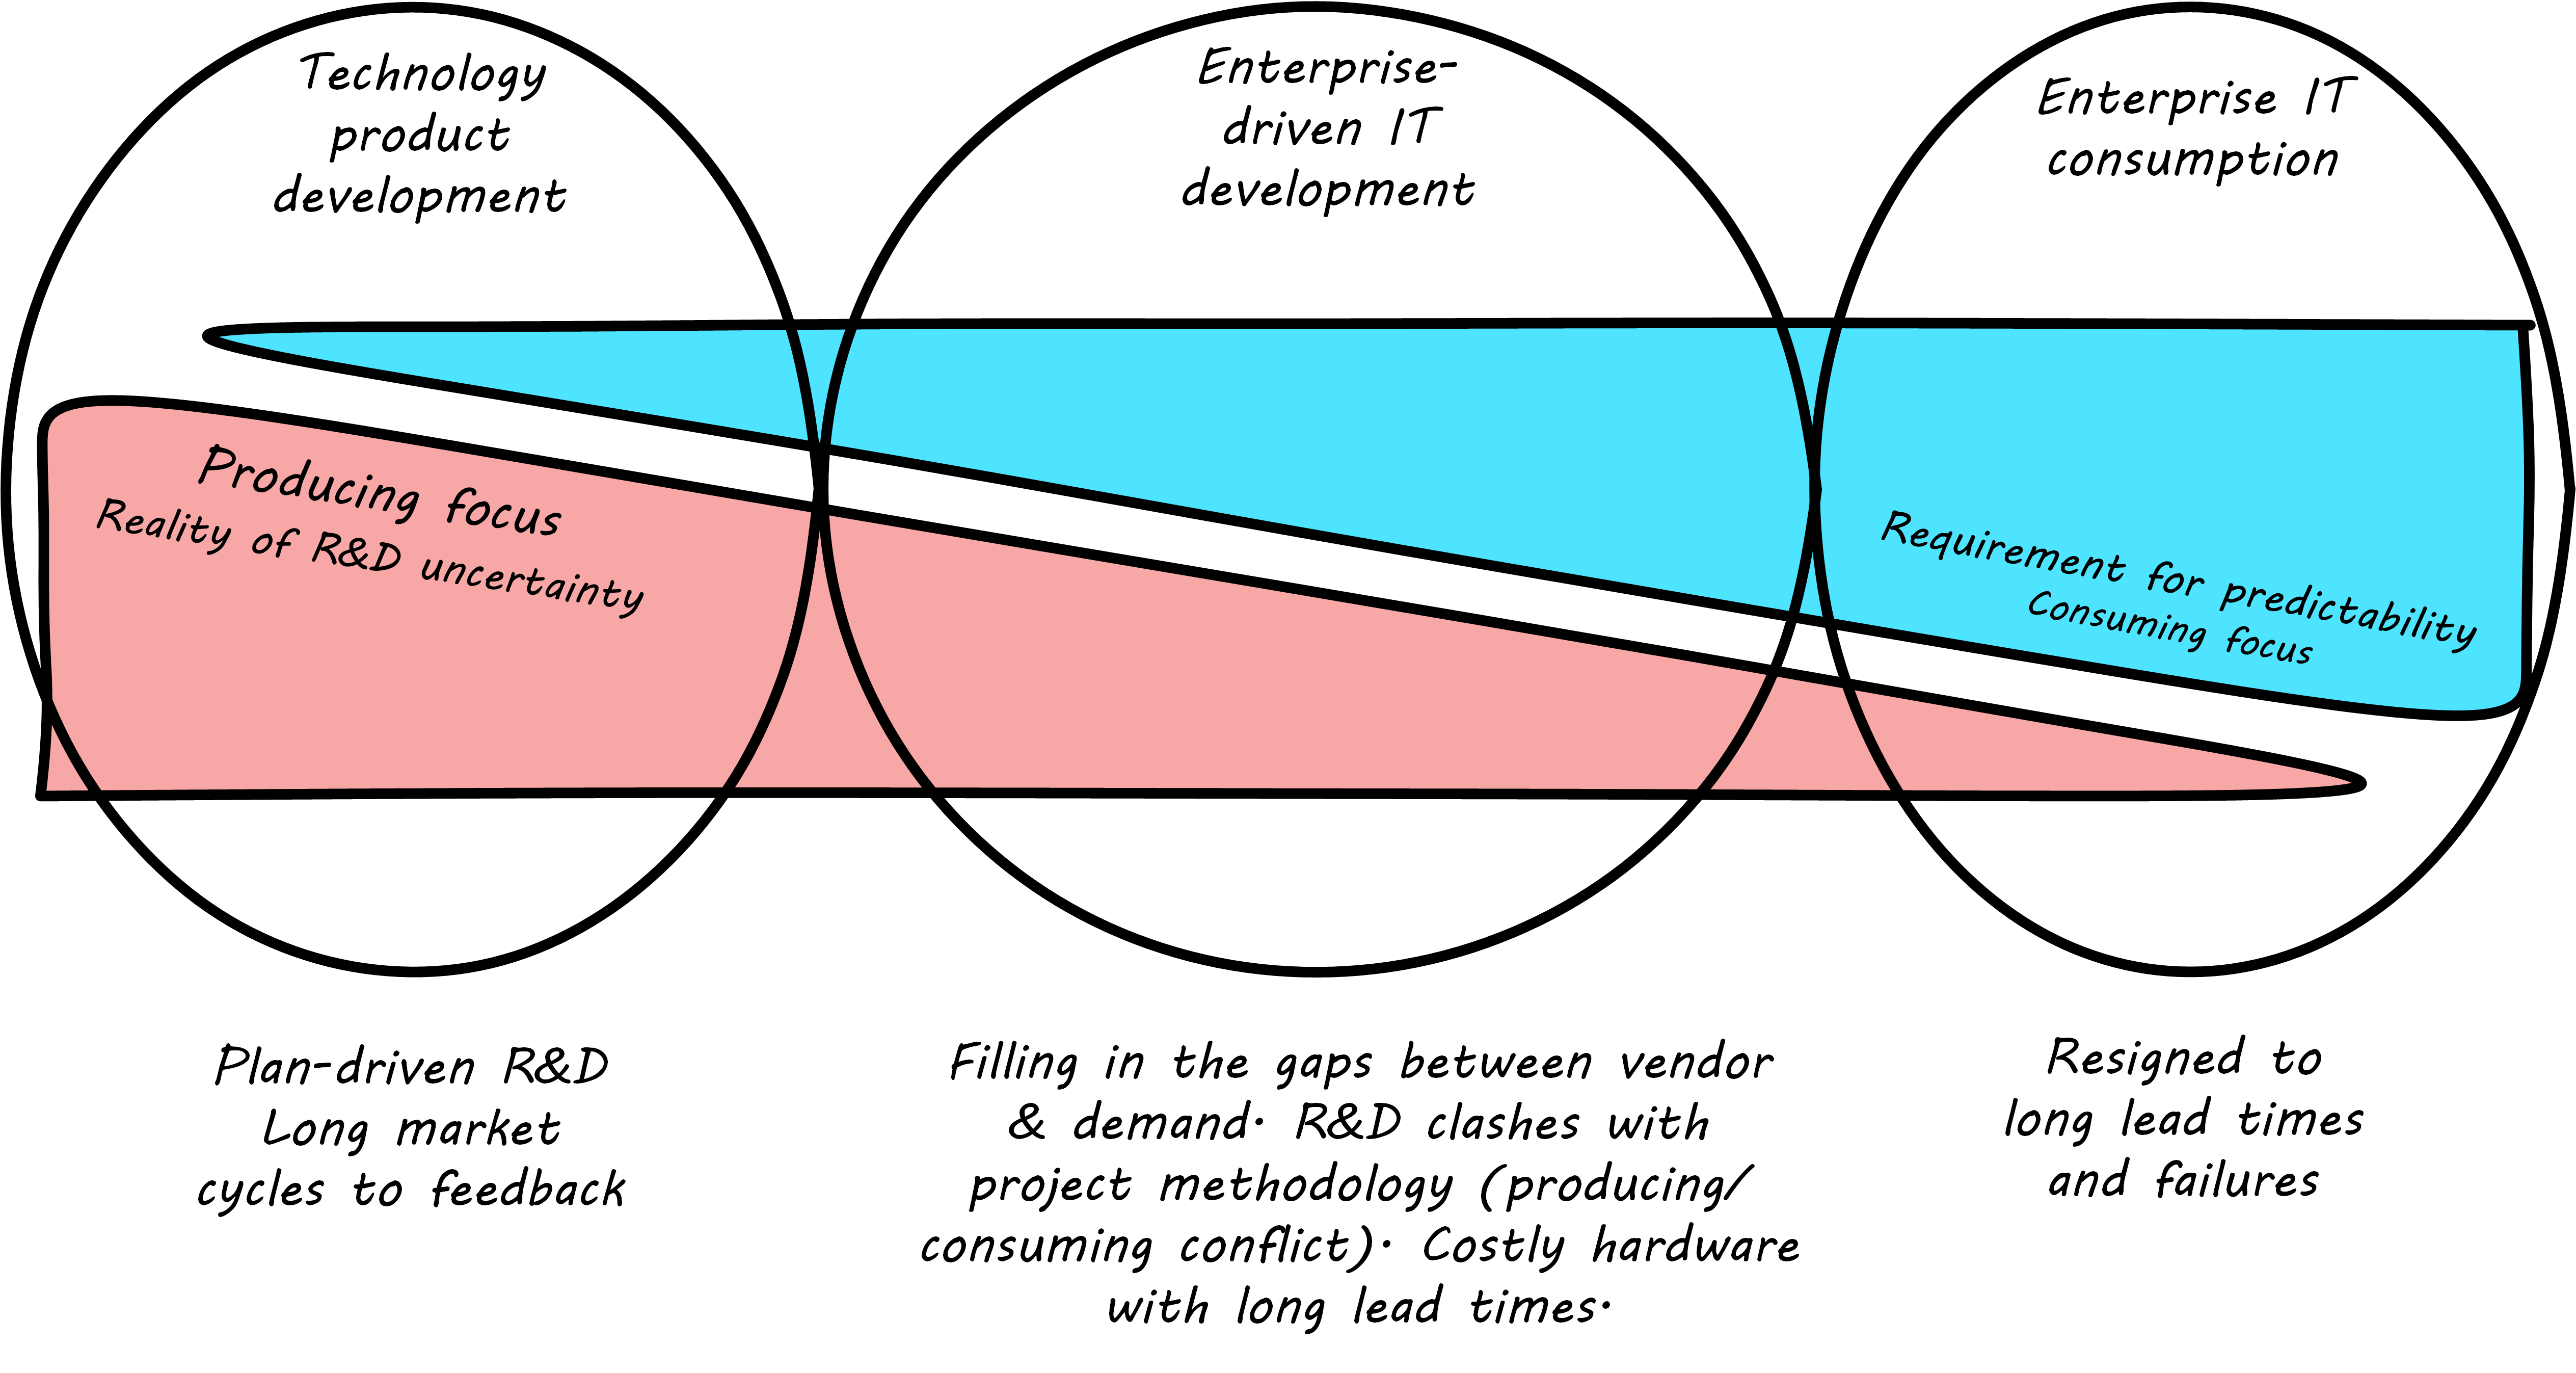 Technology
product
development
Enterprise-
driven IT
development
Enterprise IT
consumption
Producing focus
Reality of R&D uncertainty
Requirement for predictability
Consuming focus
Plan-driven R&D
Long market
cycles to feedback
Filling in the gaps between vendor
& demand. R&D clashes with
project methodology (producing/
consuming conflict). Costly hardware
with long lead times.
Resigned to
long lead times
and failures